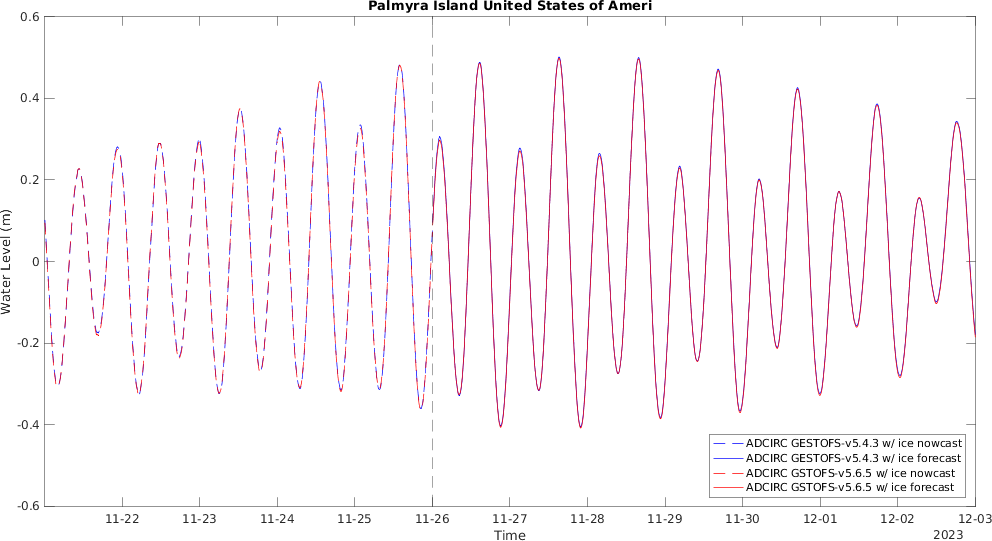 Palmyra Island United States of Ameri
0.6
0.4
0.2
0
-0.2
-0.4
-0.6
Water Level (m)
ADCIRC GESTOFS-v5.4.3 w/ ice nowcast
ADCIRC GESTOFS-v5.4.3 w/ ice forecast
ADCIRC GSTOFS-v5.6.5 w/ ice nowcast
ADCIRC GSTOFS-v5.6.5 w/ ice forecast
11-22 11-23 11-24 11-25 11-26 11-27 11-28 11-29 11-30 12-01 12-02 12-03
Time
2023